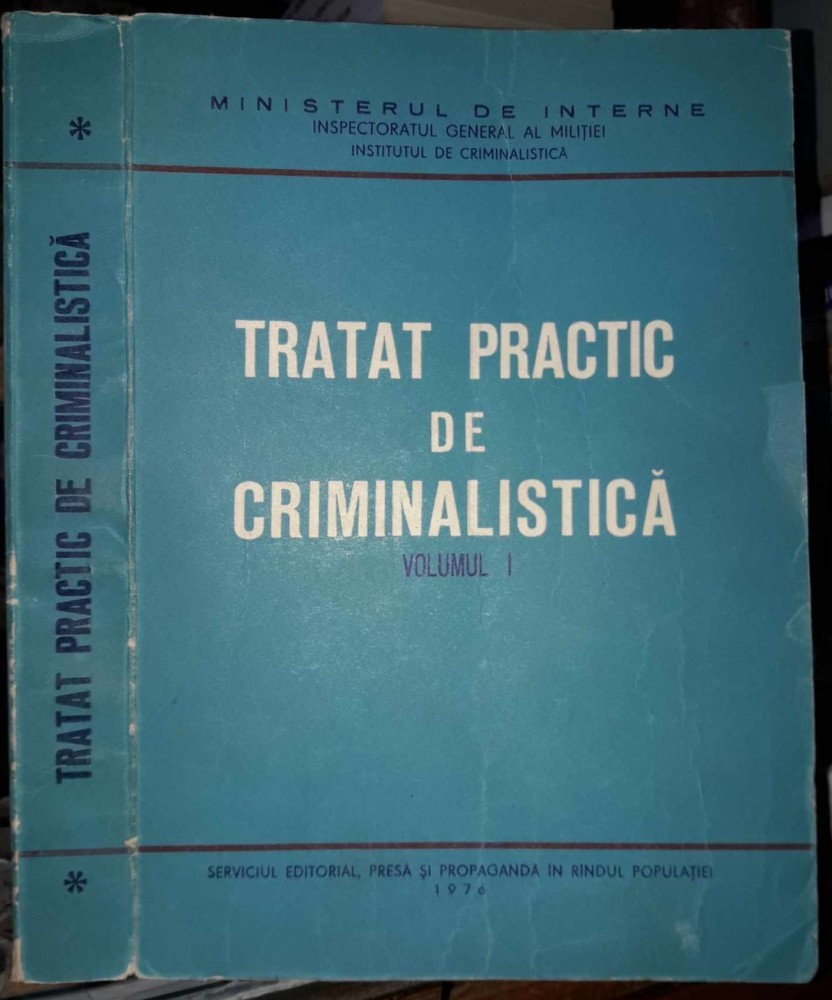 *
TRATAT PRACTIC DE CRIMINALISTICĂ
*
MINISTERUL DE INTERNE
INSPECTORATUL GENERAL AL MILIȚIEI
INSTITUTUL DE CRIMINALISTICĂ
TRATAT PRACTIC
DE
CRIMINALISTICĂ
VOLUMUL I
SERVICIUL EDITORIAL, PRESĂ ȘI PROPAGANDĂ ÎN RÎNDUL POPULAȚIEI
1976